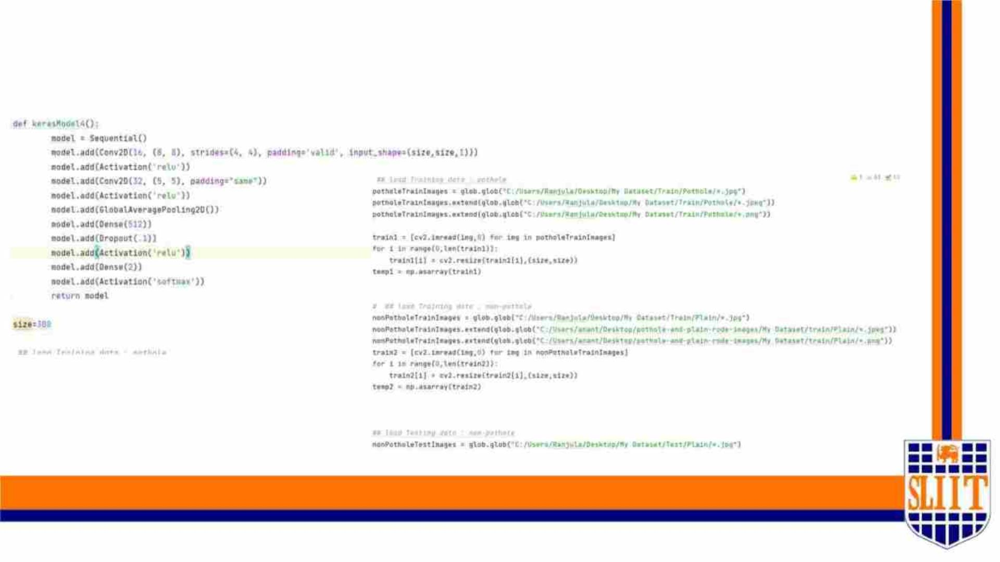 def kerasModel4():
model = Sequential()
model.add(Conv2D(16, (8, 8), strides=(4, 4), padding='valid', input_shape=(size,size,1)))
model.add(Activation('relu'))
model.add(Conv2D(32, (5, 5), padding="same"))
model.add(Activation('relu'))
model.add(GlobalAveragePooling2D())
model.add(Dense(512))
model.add(Dropout(.1))
model.add(Activation('relu'))
model.add(Dense(2))
model.add(Activation('softmax'))
return model
size=300
## load Training data : pothole
## load Training data : pothole
potholeTrainImages = glob.glob("C:/Users/Ranjula/Desktop/My Dataset/Train/Pothole/*.jpg")
potholeTrainImages.extend(glob.glob("C:/Users/Ranjula/Desktop/My Dataset/Train/Pothole/*.jpeg"))
potholeTrainImages.extend(glob.glob("C:/Users/Ranjula/Desktop/My Dataset/Train/Pothole/*.png"))
train1 = [cv2.imread(img,0) for img in potholeTrainImages]
for i in range(0,len(train1)):
train1[i] = cv2.resize(train1[i],(size,size))
temp1 = np.asarray(train1)
# ## load Training data : non-pothole
nonPotholeTrainImages = glob.glob("C:/Users/Ranjula/Desktop/My Dataset/Train/Plain/*.jpg")
nonPotholeTrainImages.extend(glob.glob("C:/Users/anant/Desktop/pothole-and-plain-rode-images/My Dataset/train/Plain/*.jpeg"))
nonPotholeTrainImages.extend(glob.glob("C:/Users/anant/Desktop/pothole-and-plain-rode-images/My Dataset/train/Plain/*.png"))
train2 = [cv2.imread(img,0) for img in nonPotholeTrainImages]
for i in range(0,len(train2)):
train2[i] = cv2.resize(train2[i],(size,size))
temp2 = np.asarray(train2)
## load Testing data : non-pothole
nonPotholeTestImages = glob.glob("C:/Users/Ranjula/Desktop/My Dataset/Test/Plain/*.jpg")
SLIIT